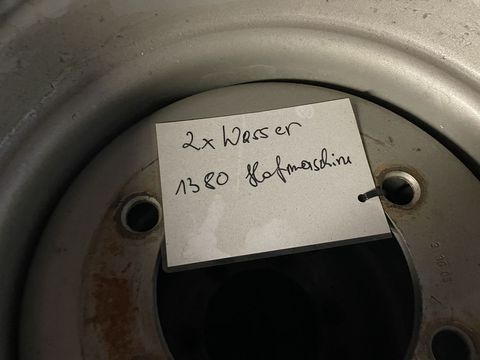 2x Wasser
1380 Hofmaschine